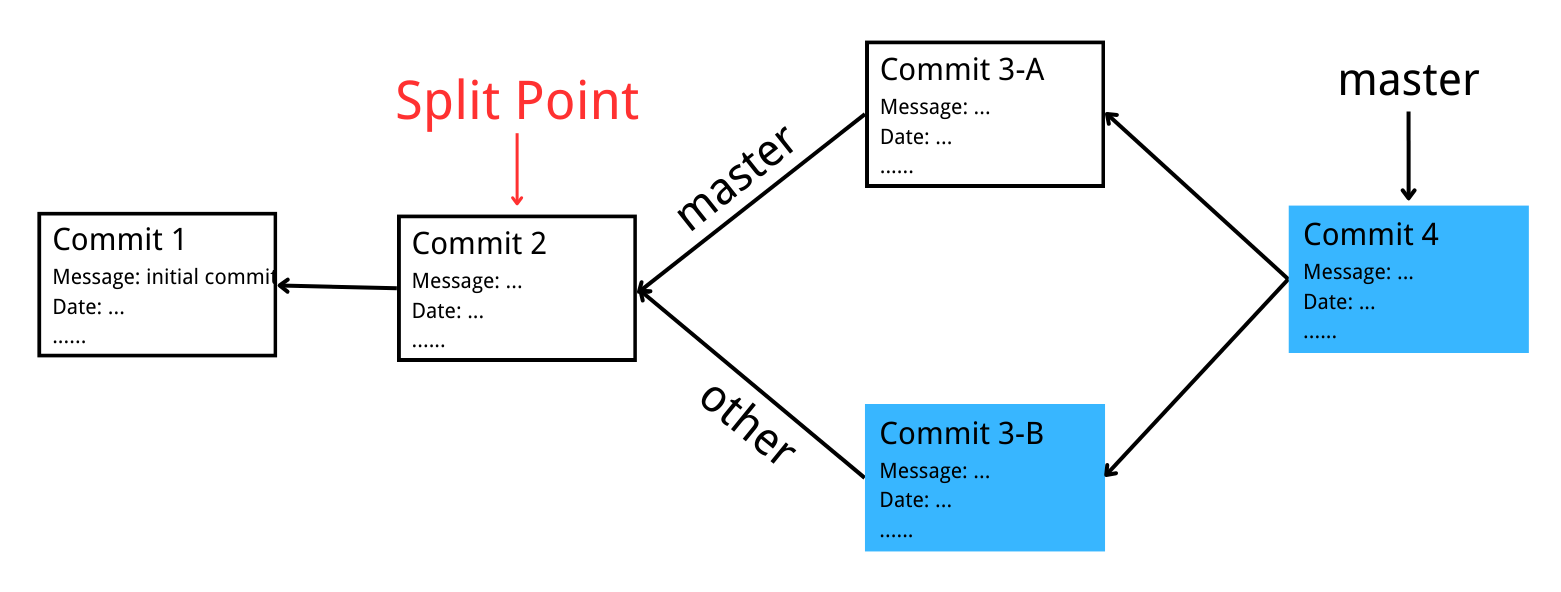 Split Point
Commit 1
Message: initial commit
Date: ...
......
Commit 2
Message: ...
Date: ...
......
master
other
Commit 3-A
Message: ...
Date: ...
......
Commit 3-B
Message: ...
Date: ...
......
master
Commit 4
Message: ...
Date: ...
......